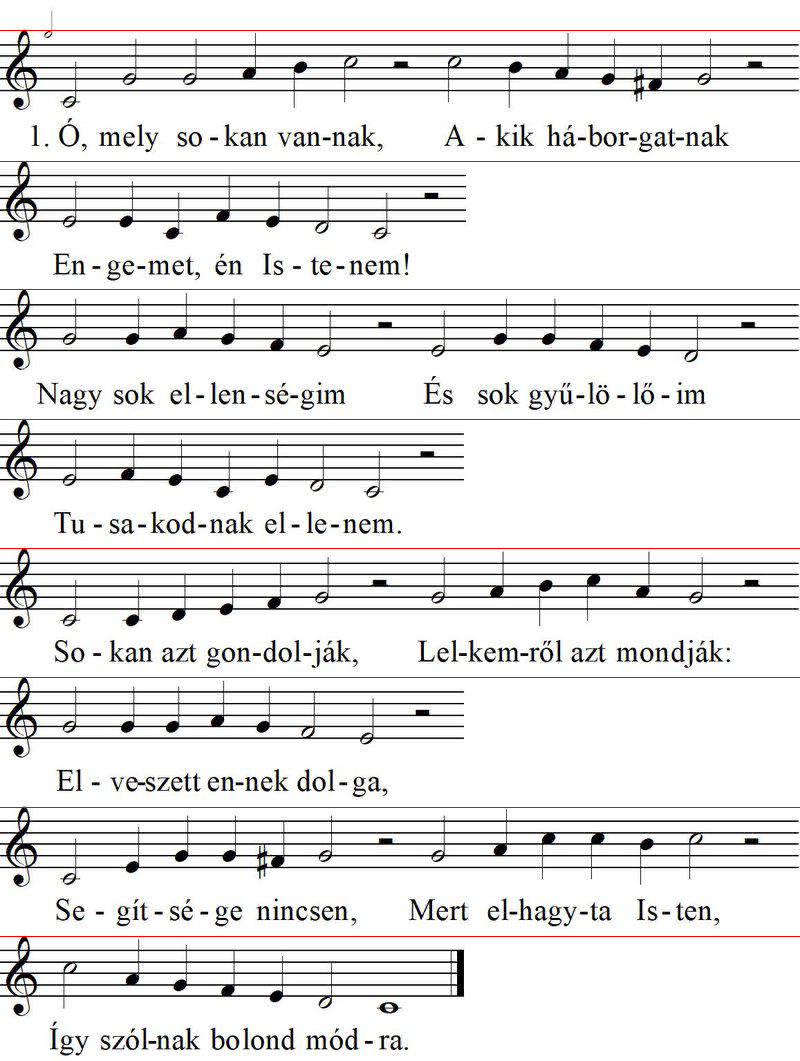 1. Ó, mely so - kan van-nak, A - kik há-bor-gat-nak
En - ge-met, én Is - te - nem!
Nagy sok el - len - sé-gim És sok gyű-lö - lő - im
Tu - sa - kod-nak el - le - nem.
So - kan azt gon-dol-ják, Lel-kem-ről azt mondják:
El - ve-szett en-nek dol - ga,
Se - gít - sé - ge nincsen, Mert el-hagy-ta Is - ten,
Így szól-nak bolond mód - ra.